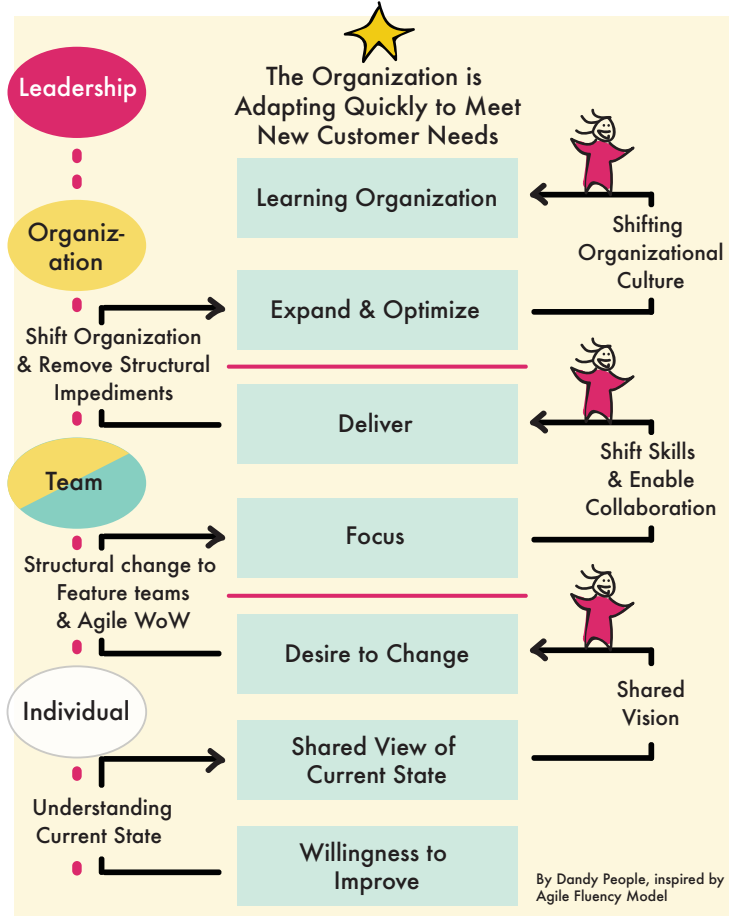 The Organization is
Adapting Quickly to Meet
New Customer Needs
Leadership
Learning Organization
Shifting
Organizational
Culture
Organiz-
ation
Expand & Optimize
Shift Organization
& Remove Structural
Impediments
Deliver
Shift Skills
& Enable
Collaboration
Team
Focus
Structural change to
Feature teams
& Agile WoW
Desire to Change
Shared
Vision
Individual
Shared View of
Current State
Understanding
Current State
Willingness to
Improve
By Dandy People, inspired by
Agile Fluency Model